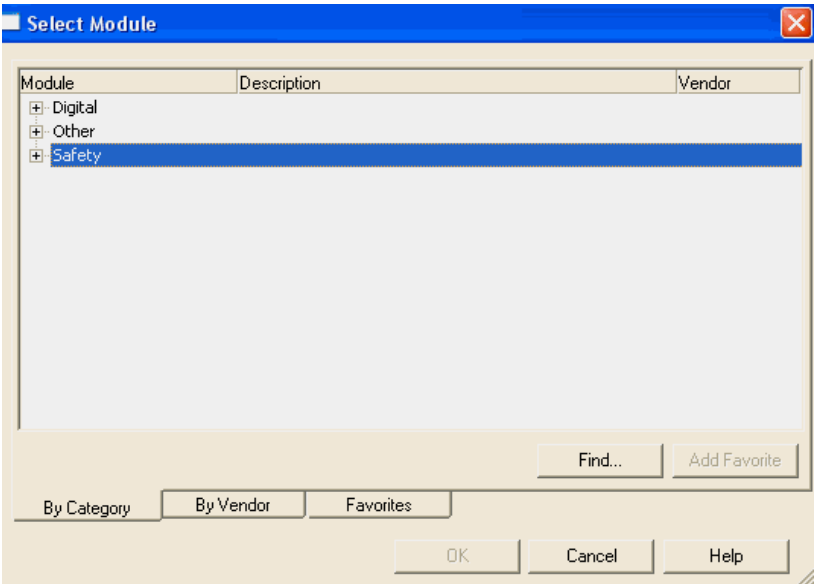 Select Module
Module Description Vendor
Digital
Other
Safety
Find... Add Favorite
By Category By Vendor Favorites
OK Cancel Help